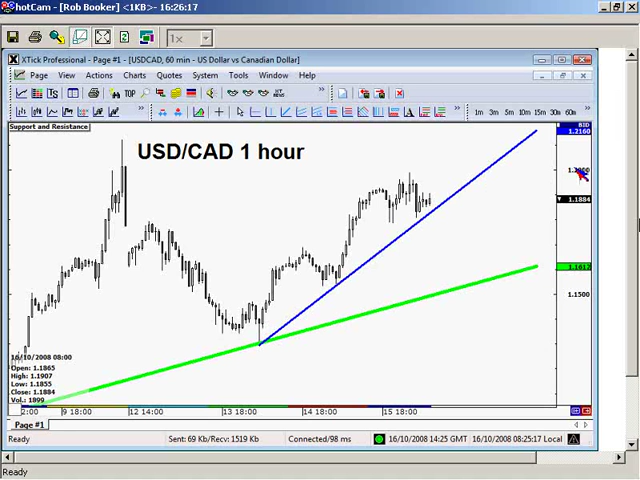 hotCam - [Rob Booker] <1KB> - 16:26:17
1x
XTick Professional - Page #1 - [USDCAD, 60 min - US Dollar vs Canadian Dollar]
Page View Actions Charts Quotes System Tools Window Help
1m 3m 5m 10m 15m 30m 60m
Support and Resistance
BID
1.2160
USD/CAD 1 hour
1.1884
1.1500
16/10/2008 08:00
Open: 1.1865
High: 1.1907
Low: 1.1855
Close: 1.1884
Vol.: 1899
2:00 9 18:00 12 14:00 13 18:00 14 18:00 15 18:00
Page #1
Ready Sent: 69 Kb/Recv.: 1519 Kb Connected/98 ms 16/10/2008 14:25 GMT 16/10/2008 08:25:17 Local
Ready